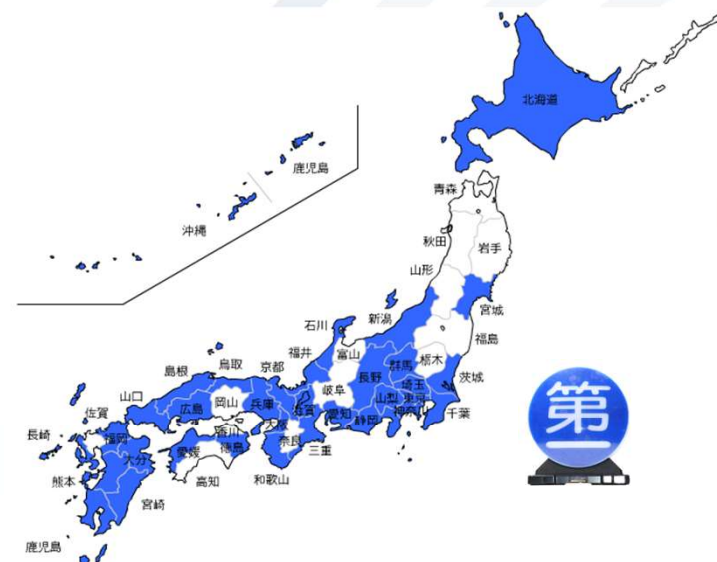 北海道
鹿児島
青森
沖縄
秋田
岩手
山形
宮城
新潟
石川
福島
福井
富山
栃木
群馬
鳥取
京都
島根
長野
茨城
埼玉
岐阜
山口
岡山
兵庫
山梨
東京
広島
滋賀
愛知
神奈川
千葉
佐賀
静岡
大阪
香川
長崎
福岡
奈良
徳島
三重
愛媛
大分
和歌山
熊本
高知
宮崎
鹿児島
第一